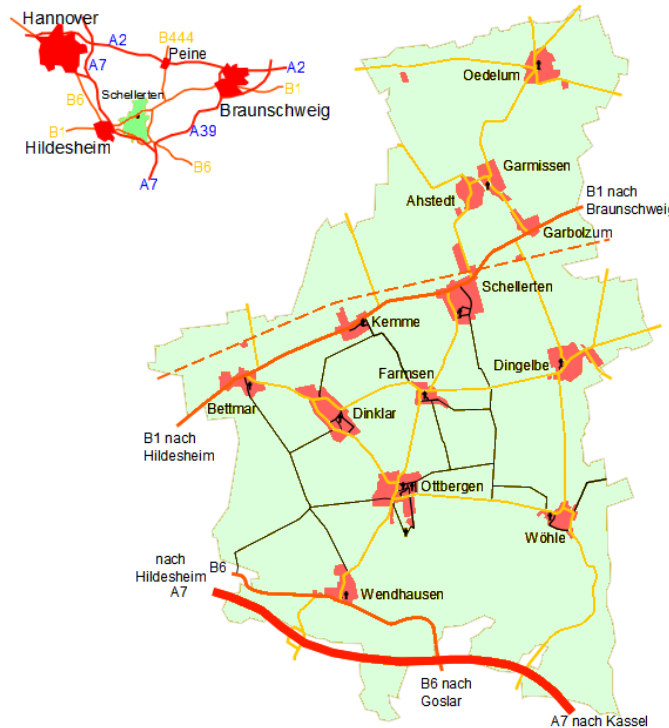 Hannover
A2
B444
Peine
A7
A2
B6
Schellerten
B1
Braunschweig
B1
A39
Hildesheim
B6
A7
Oedelum
Garmissen
Ahstedt
B1 nach
Braunschweig
Garbolzum
Schellerten
Kemme
Dingelbe
Farmsen
Bettmar
Dinklar
B1 nach
Hildesheim
Ottbergen
Wöhle
nach
Hildesheim
B6
A7
Wendhausen
B6 nach
Goslar
A7 nach Kassel